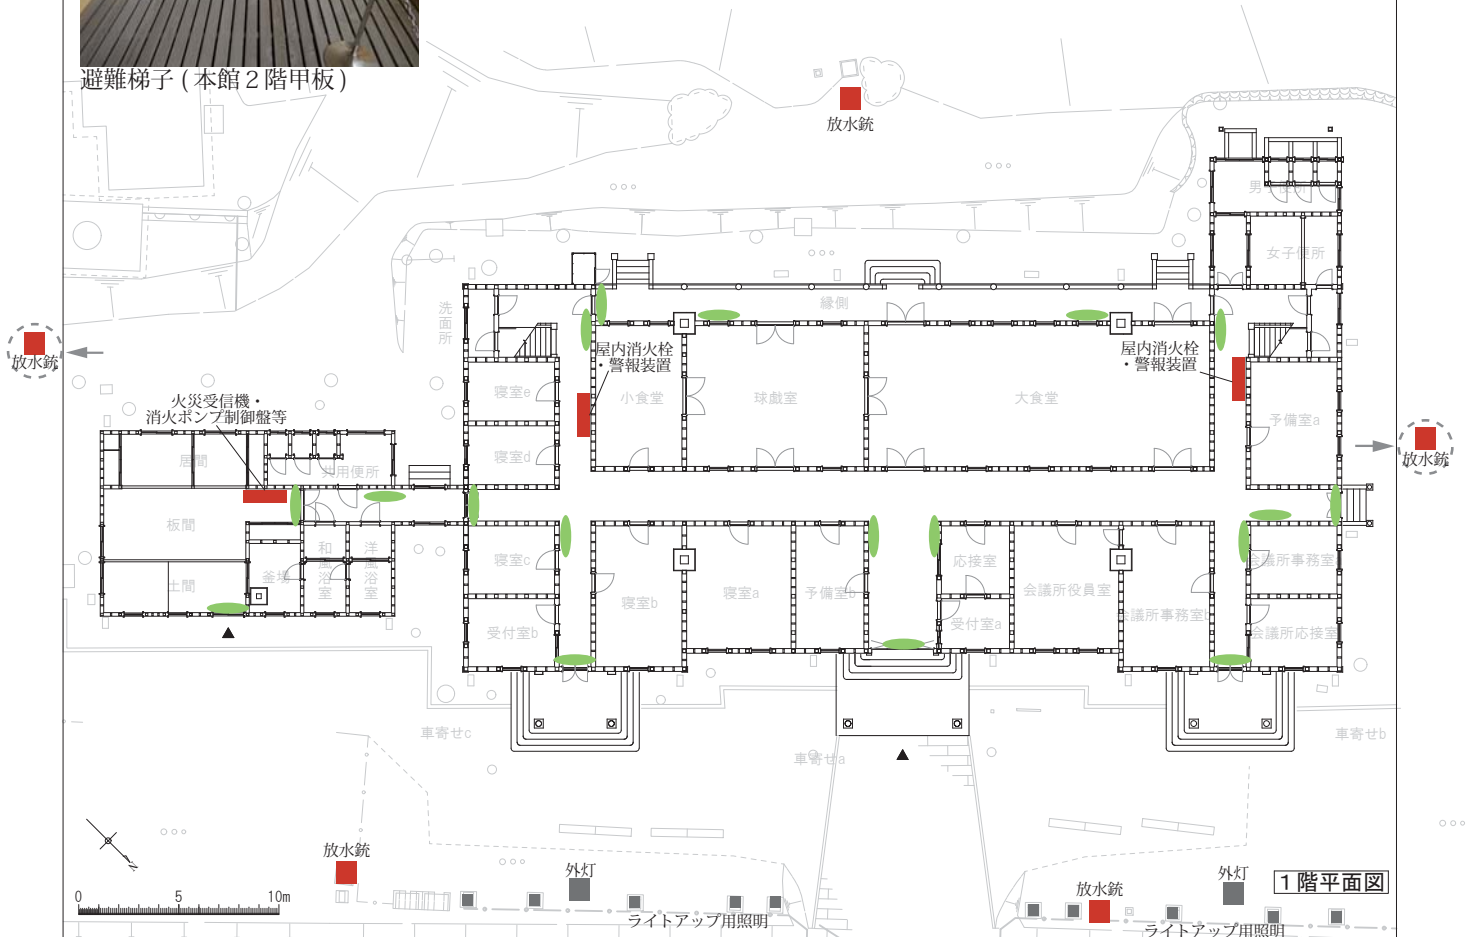 避難梯子(本館2階甲板)
放水銃
男子便所
女子便所
縁側
洗面所
放水銃
屋内消火栓
・警報装置
屋内消火栓
・警報装置
寝室e
小食堂
球戯室
大食堂
予備室a
火災受信機・
消火ポンプ制御盤等
放水銃
居間
共用便所
寝室d
板間
和風浴室
洋風浴室
寝室c
応接室
会議所事務室
土間
釜場
寝室b
寝室a
予備室b
会議所役員室
会議所事務室b
受付室b
受付室a
会議所応接室
車寄せc
車寄せa
車寄せb
N
放水銃
外灯
外灯
1階平面図
放水銃
0 5 10m
ライトアップ用照明
ライトアップ用照明